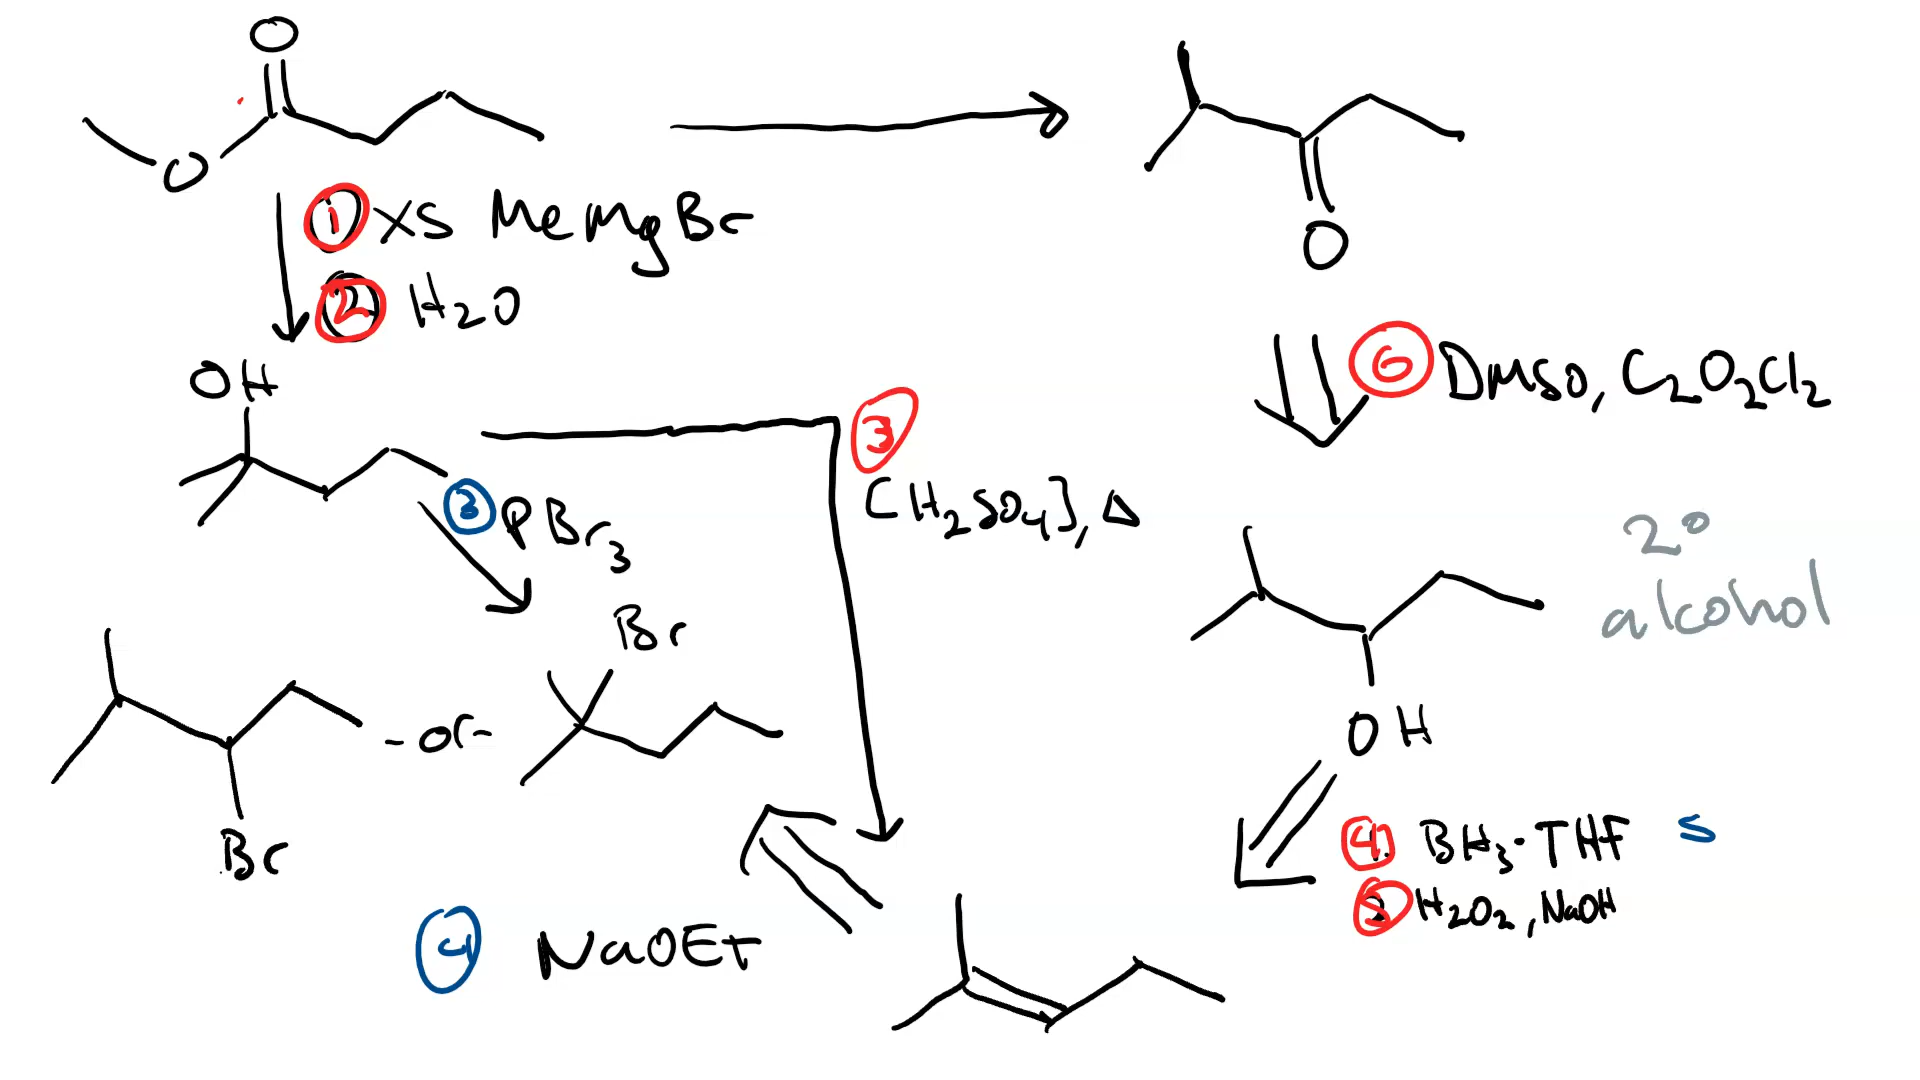 O
O
① XS MeMgBr
② H2O
O
OH
⑥ DMSO, C2O2Cl2
③
[H2SO4], Δ
③ PBr3
2°
alcohol
Br
-or-
OH
Br
④. BH3·THF 5
⑤ H2O2, NaOH
④ NaOEt